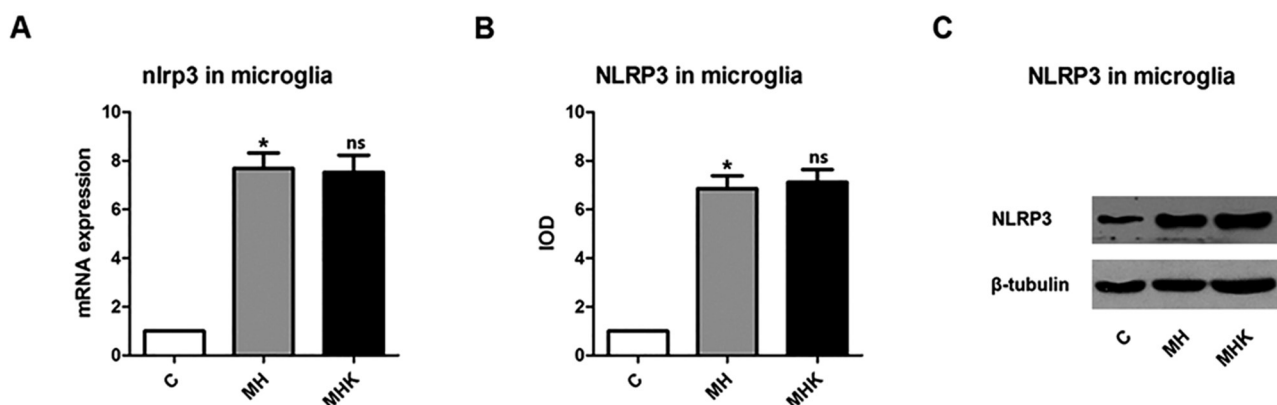 A
nlrp3 in microglia
mRNA expression
10
8
6
4
2
0
*
ns
C
MH
MHK
B
NLRP3 in microglia
IOD
10
8
6
4
2
0
*
ns
C
MH
MHK
C
NLRP3 in microglia
NLRP3
β-tubulin
C
MH
MHK